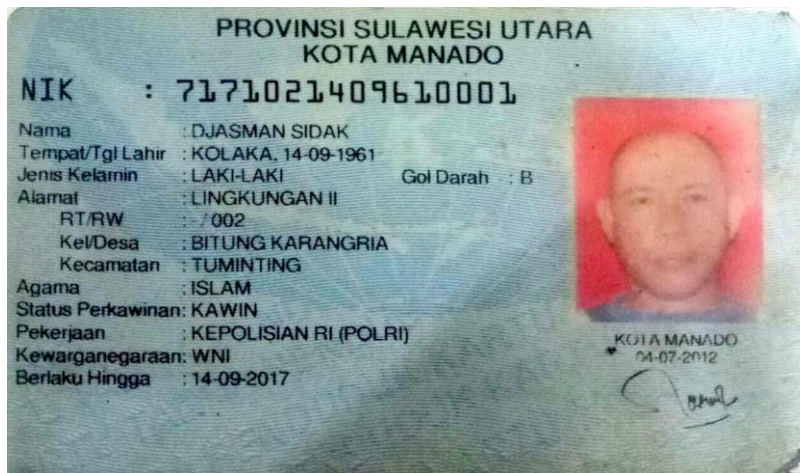 PROVINSI SULAWESI UTARA
KOTA MANADO
NIK : 7171021409610001
Nama : DJASMAN SIDAK
Tempat/Tgl Lahir : KOLAKA, 14-09-1961
Jenis Kelamin : LAKI-LAKI Gol Darah : B
Alamat : LINGKUNGAN II
RT/RW : -/002
Kel/Desa : BITUNG KARANGRIA
Kecamatan : TUMINTING
Agama : ISLAM
Status Perkawinan: KAWIN
Pekerjaan : KEPOLISIAN RI (POLRI)
Kewarganegaraan: WNI
Berlaku Hingga : 14-09-2017
KOTA MANADO
04-07-2012